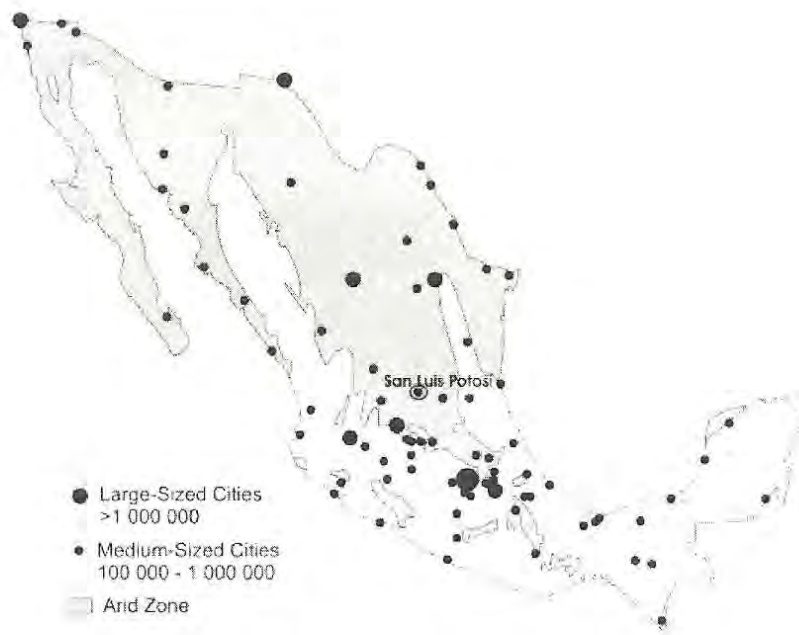 San Luis Potosí
Large-Sized Cities
>1 000 000
Medium-Sized Cities
100 000 - 1 000 000
Arid Zone